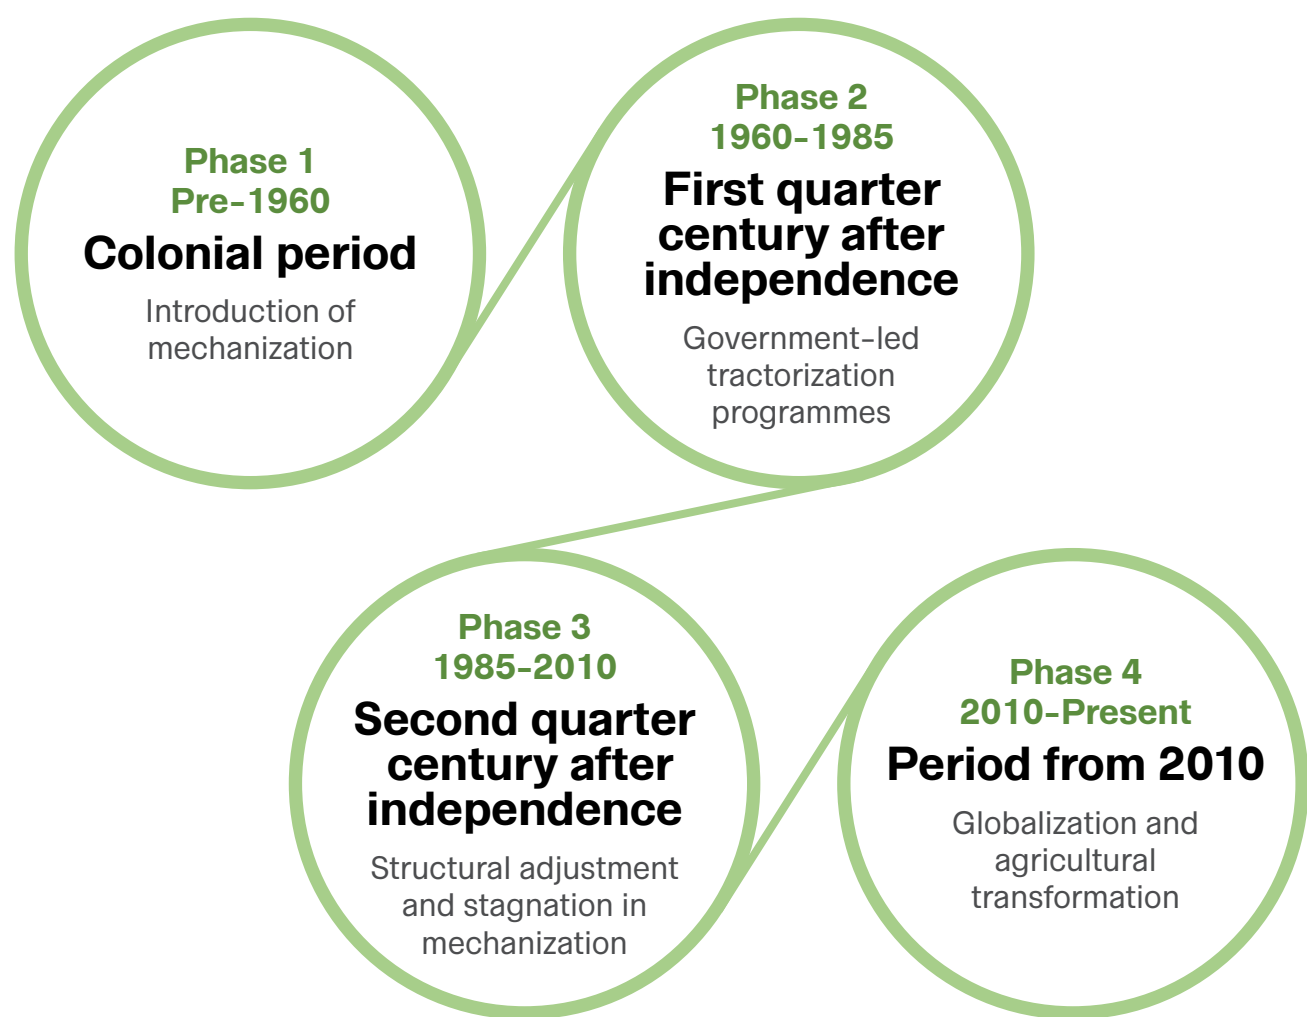 Phase 1
Pre-1960
Colonial period
Introduction of
mechanization
Phase 2
1960-1985
First quarter
century after
independence
Government-led
tractorization
programmes
Phase 3
1985-2010
Second quarter
century after
independence
Structural adjustment
and stagnation in
mechanization
Phase 4
2010-Present
Period from 2010
Globalization and
agricultural
transformation